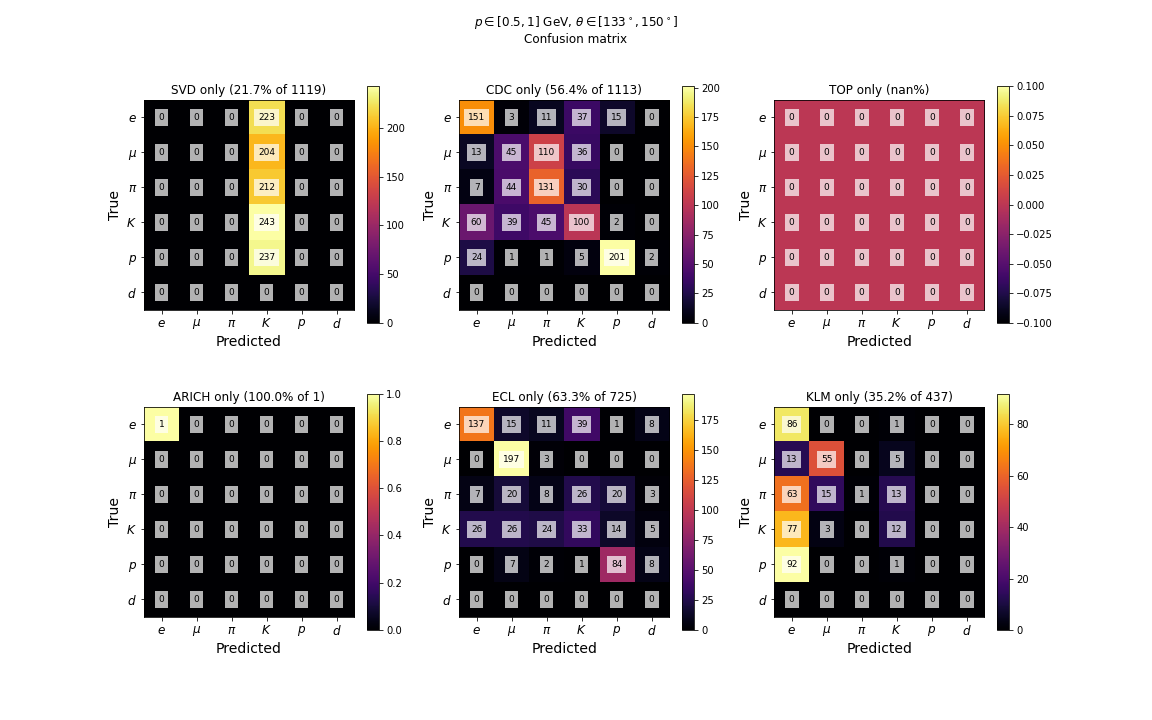 p ∈ [0.5, 1] GeV, θ ∈ [133°, 150°]
Confusion matrix
SVD only (21.7% of 1119)
e 0 0 0 223 0 0
μ 0 0 0 204 0 0
π 0 0 0 212 0 0
K 0 0 0 243 0 0
p 0 0 0 237 0 0
d 0 0 0 0 0 0
e μ π K p d
True
Predicted
200
150
100
50
0
CDC only (56.4% of 1113)
e 151 3 11 37 15 0
μ 13 45 110 36 0 0
π 7 44 131 30 0 0
K 60 39 45 100 2 0
p 24 1 1 5 201 2
d 0 0 0 0 0 0
e μ π K p d
True
Predicted
200
175
150
125
100
75
50
25
0
TOP only (nan%)
e 0 0 0 0 0 0
μ 0 0 0 0 0 0
π 0 0 0 0 0 0
K 0 0 0 0 0 0
p 0 0 0 0 0 0
d 0 0 0 0 0 0
e μ π K p d
True
Predicted
0.100
0.075
0.050
0.025
0.000
−0.025
−0.050
−0.075
−0.100
ARICH only (100.0% of 1)
e 1 0 0 0 0 0
μ 0 0 0 0 0 0
π 0 0 0 0 0 0
K 0 0 0 0 0 0
p 0 0 0 0 0 0
d 0 0 0 0 0 0
e μ π K p d
True
Predicted
1.0
0.8
0.6
0.4
0.2
0.0
ECL only (63.3% of 725)
e 137 15 11 39 1 8
μ 0 197 3 0 0 0
π 7 20 8 26 20 3
K 26 26 24 33 14 5
p 0 7 2 1 84 8
d 0 0 0 0 0 0
e μ π K p d
True
Predicted
175
150
125
100
75
50
25
0
KLM only (35.2% of 437)
e 86 0 0 1 0 0
μ 13 55 0 5 0 0
π 63 15 1 13 0 0
K 77 3 0 12 0 0
p 92 0 0 1 0 0
d 0 0 0 0 0 0
e μ π K p d
True
Predicted
80
60
40
20
0